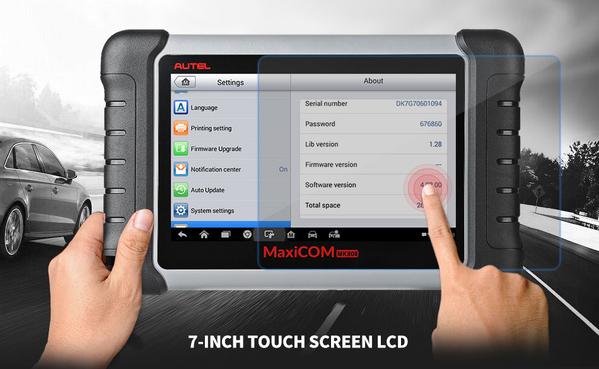 AUTEL
Settings
About
Language
Printing setting
Firmware Upgrade
Notification center
On
Auto Update
System settings
Serial number DK7G70601094
Password 676860
Lib version 1.28
Firmware version ---
Software version
Total space
MaxiCOM MK808
7-INCH TOUCH SCREEN LCD